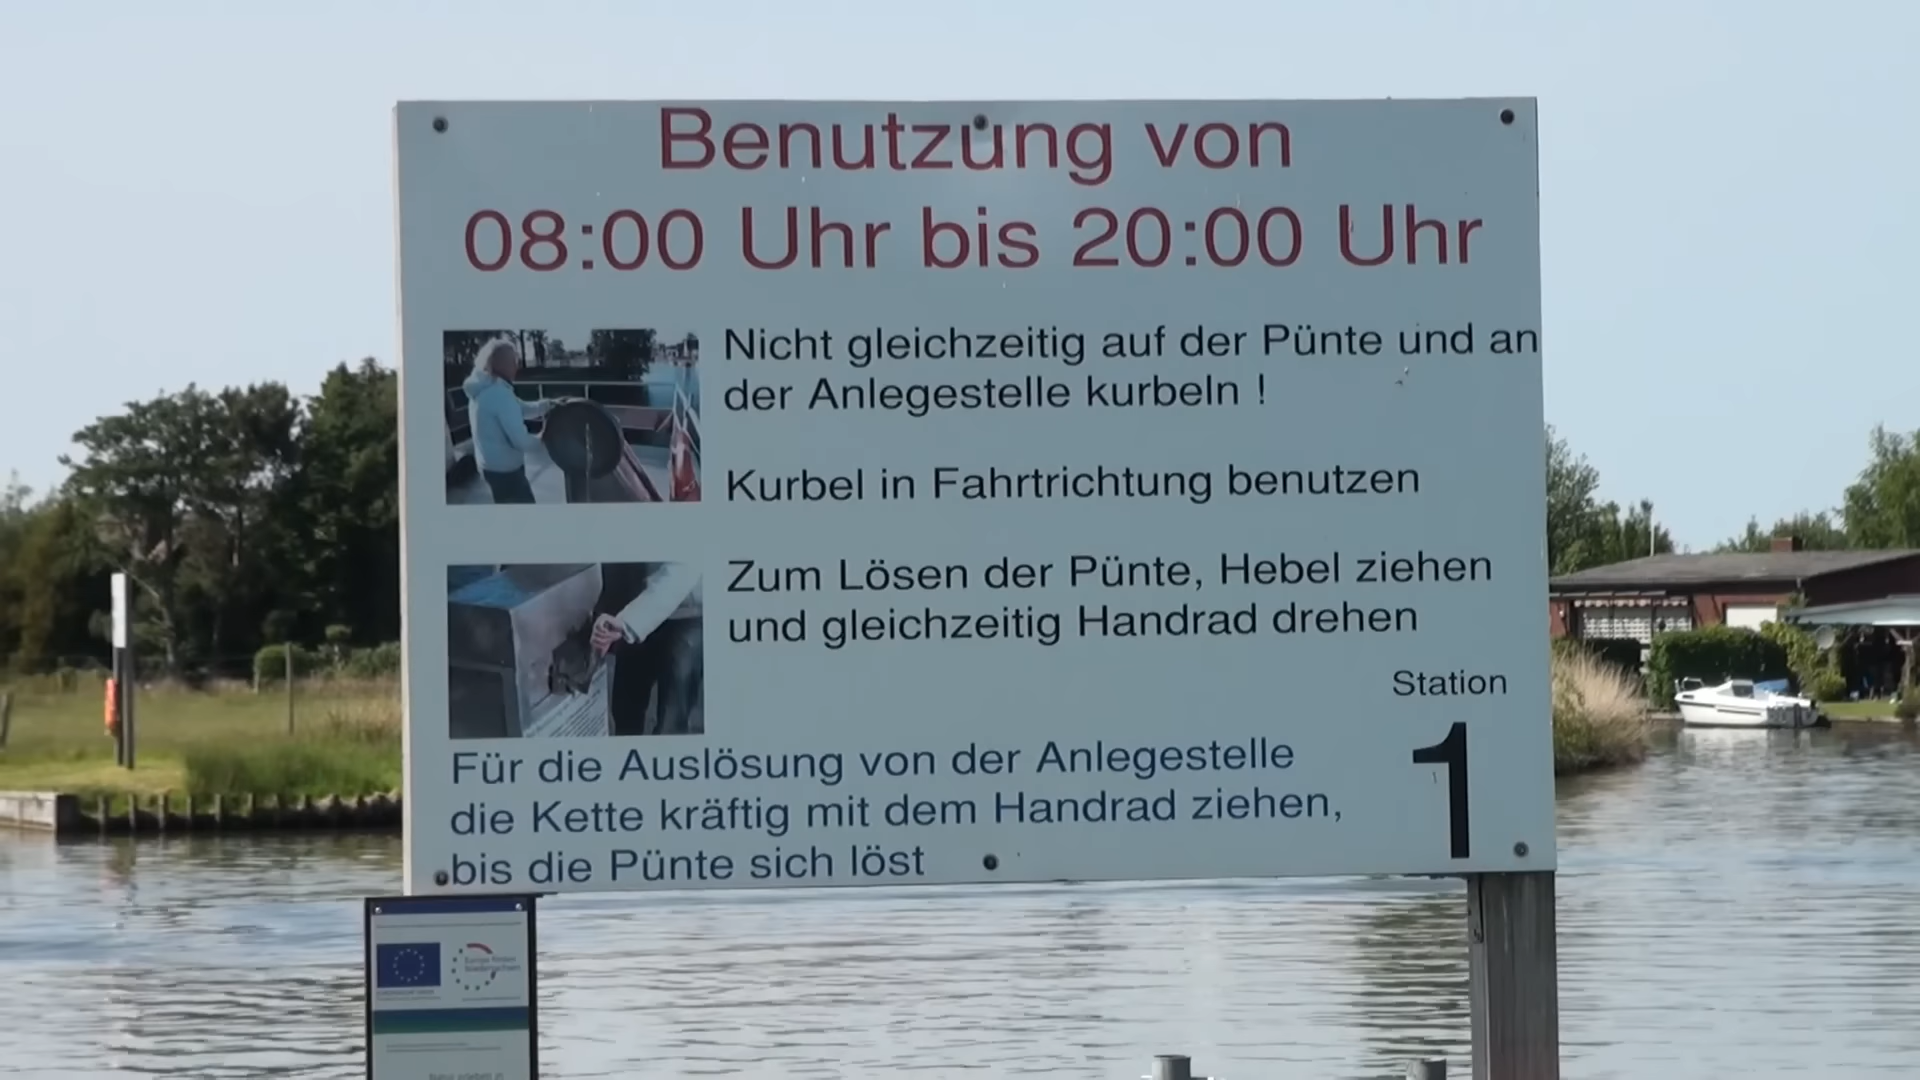 Benutzung von
08:00 Uhr bis 20:00 Uhr
Nicht gleichzeitig auf der Pünte und an
der Anlegestelle kurbeln !
Kurbel in Fahrtrichtung benutzen
Zum Lösen der Pünte, Hebel ziehen
und gleichzeitig Handrad drehen
Station
1
Für die Auslösung von der Anlegestelle
die Kette kräftig mit dem Handrad ziehen,
bis die Pünte sich löst